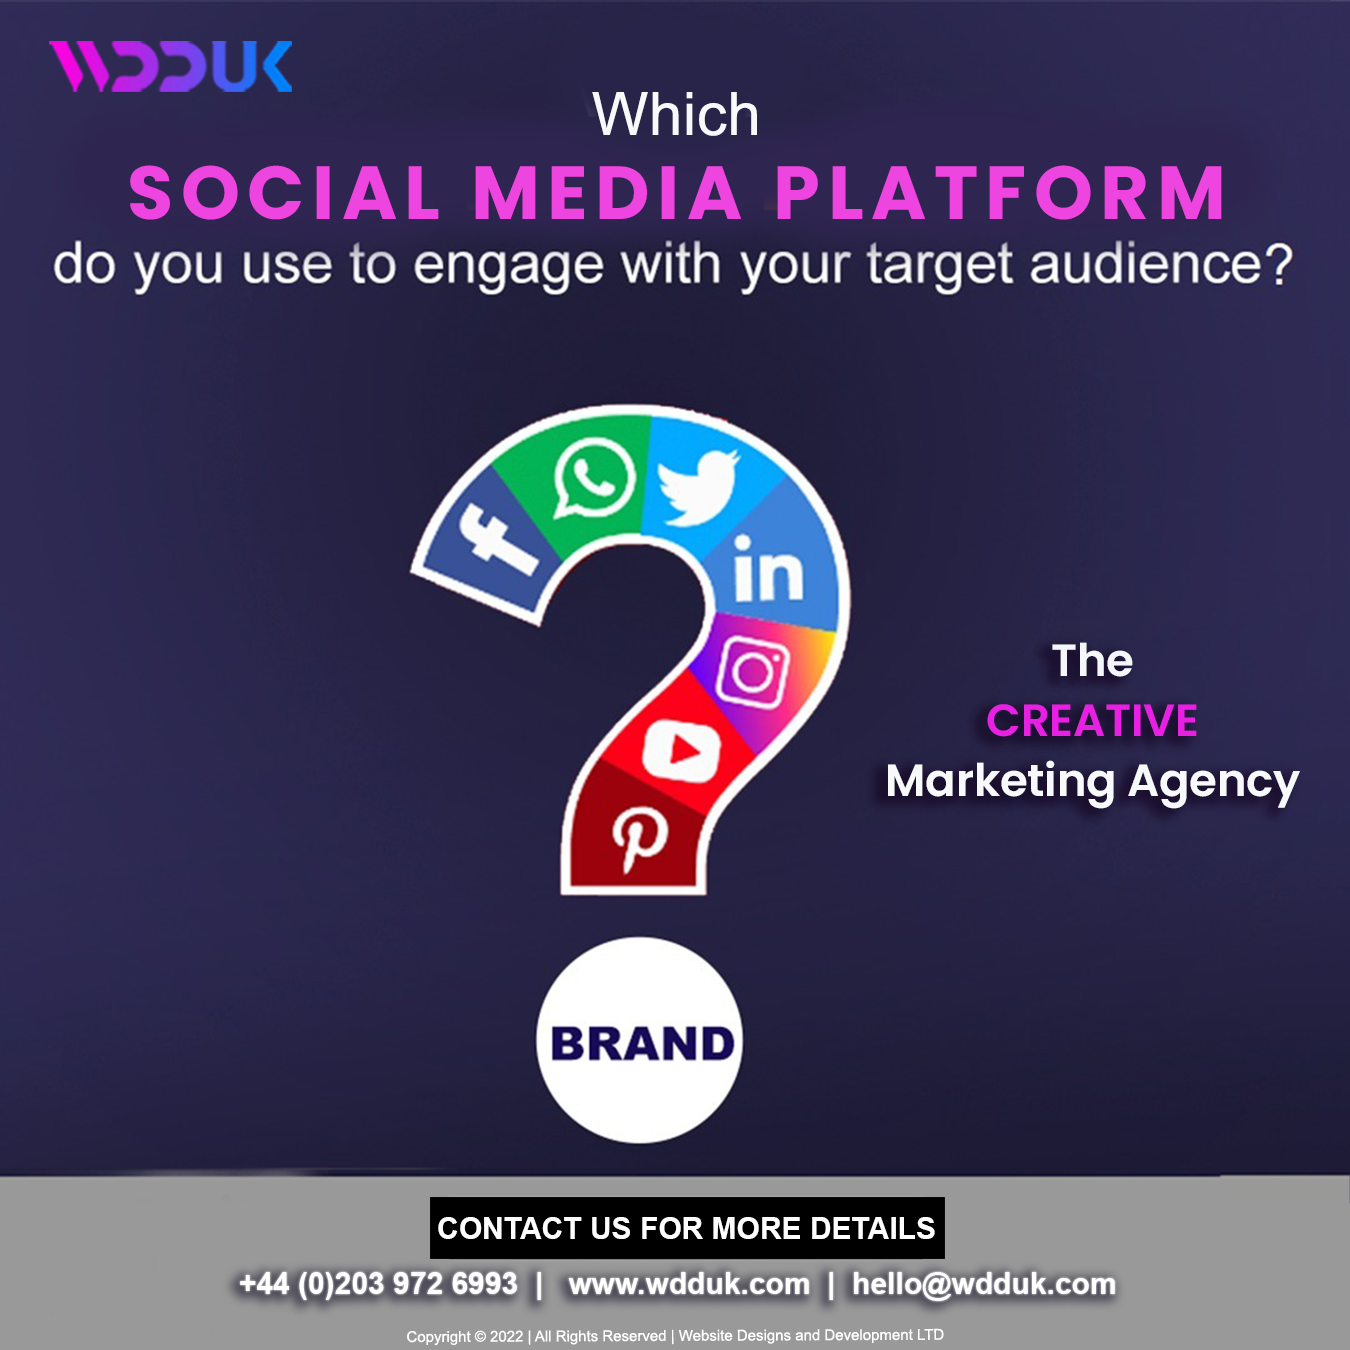 WDDUK
Which
SOCIAL MEDIA PLATFORM
do you use to engage with your target audience?
f
in
The
CREATIVE
Marketing Agency
BRAND
CONTACT US FOR MORE DETAILS
+44 (0)203 972 6993 | www.wdduk.com | hello@wdduk.com
Copyright © 2022 | All Rights Reserved | Website Designs and Development LTD